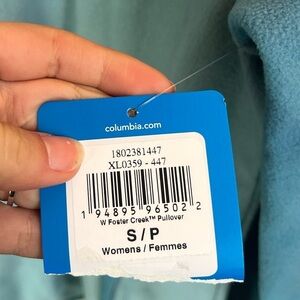 columbia.com
1802381447
XL0359 - 447
1 94895 96502 2
W Foster Creek™ Pullover
S / P
Womens / Femmes